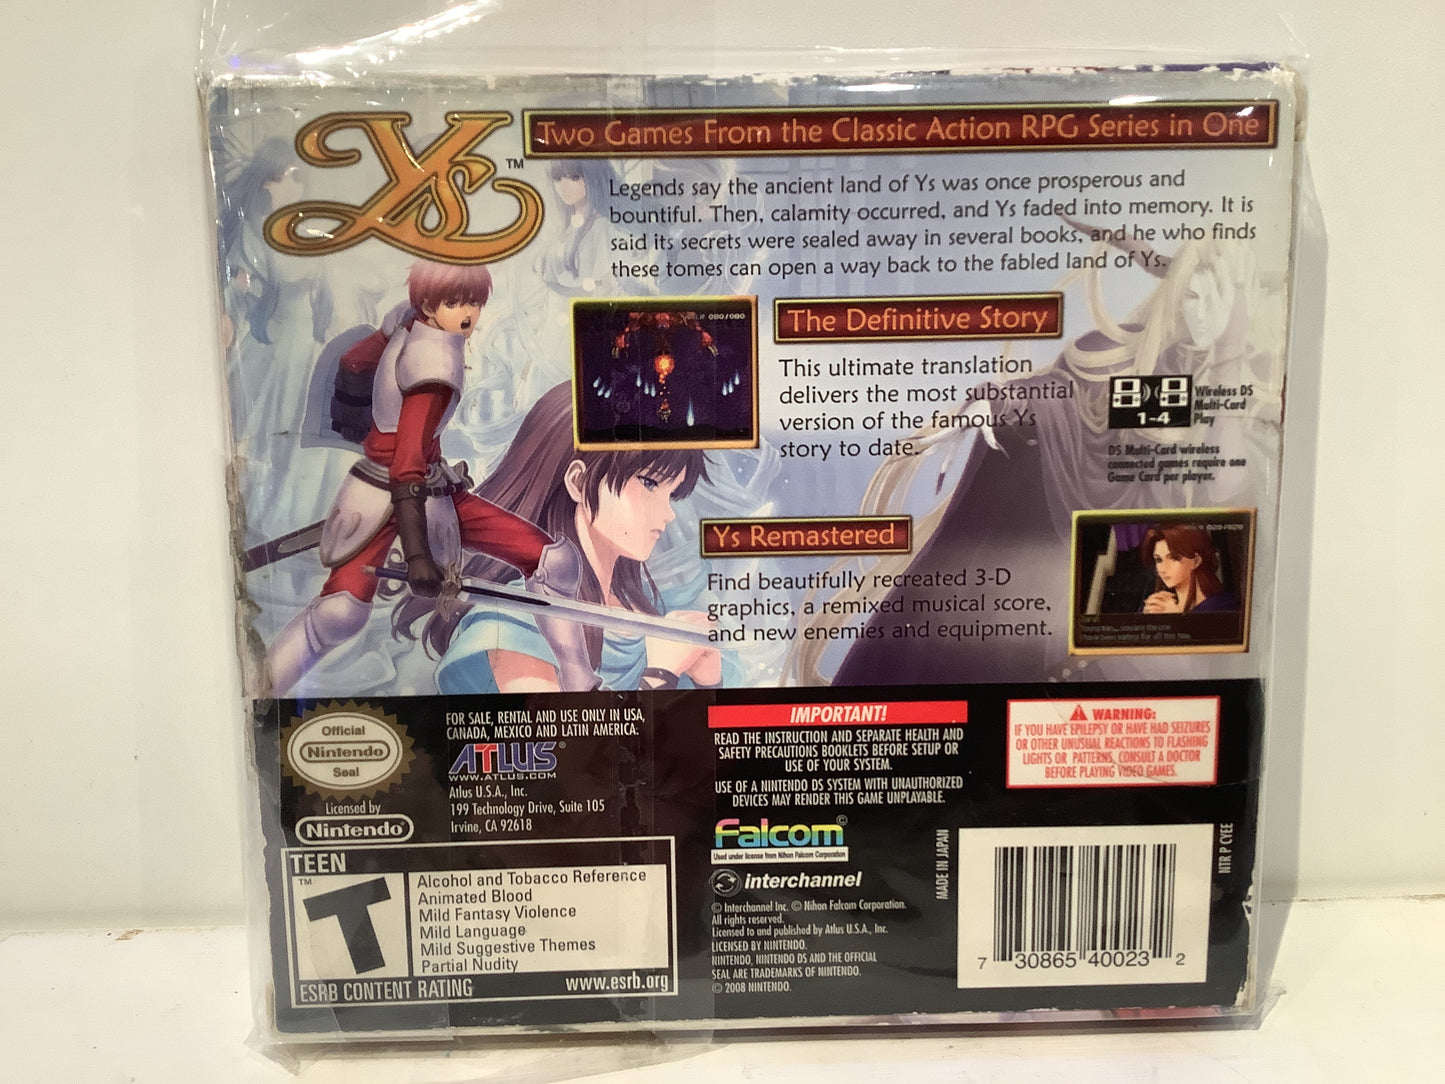 Ys ™
Two Games From the Classic Action RPG Series in One
Legends say the ancient land of Ys was once prosperous and
bountiful. Then, calamity occurred, and Ys faded into memory. It is
said its secrets were sealed away in several books, and he who finds
these tomes can open a way back to the fabled land of Ys.
080/080
The Definitive Story
This ultimate translation
delivers the most substantial
version of the famous Ys
story to date.
1-4
Wireless DS
Multi-Card
Play
DS Multi-Card wireless
connected games require one
Game Card per player.
Ys Remastered
Find beautifully recreated 3-D
graphics, a remixed musical score,
and new enemies and equipment.
020/020
Official
Nintendo
Seal
Licensed by
Nintendo
FOR SALE, RENTAL AND USE ONLY IN USA,
CANADA, MEXICO AND LATIN AMERICA:
ATLUS®
WWW.ATLUS.COM
Atlus U.S.A., Inc.
199 Technology Drive, Suite 105
Irvine, CA 92618
TEEN
T ™
Alcohol and Tobacco Reference
Animated Blood
Mild Fantasy Violence
Mild Language
Mild Suggestive Themes
Partial Nudity
ESRB CONTENT RATING
www.esrb.org
IMPORTANT!
READ THE INSTRUCTION AND SEPARATE HEALTH AND
SAFETY PRECAUTIONS BOOKLETS BEFORE SETUP OR
USE OF YOUR SYSTEM.
USE OF A NINTENDO DS SYSTEM WITH UNAUTHORIZED
DEVICES MAY RENDER THIS GAME UNPLAYABLE.
Falcom©
Used under license from Nihon Falcom Corporation
interchannel
© Interchannel Inc. © Nihon Falcom Corporation.
All rights reserved.
Licensed to and published by Atlus U.S.A., Inc.
LICENSED BY NINTENDO.
NINTENDO, NINTENDO DS AND THE OFFICIAL
SEAL ARE TRADEMARKS OF NINTENDO.
© 2008 NINTENDO.
WARNING:
IF YOU HAVE EPILEPSY OR HAVE HAD SEIZURES
OR OTHER UNUSUAL REACTIONS TO FLASHING
LIGHTS OR PATTERNS, CONSULT A DOCTOR
BEFORE PLAYING VIDEO GAMES.
MADE IN JAPAN
7 30865 40023 2
NTR P CYEE